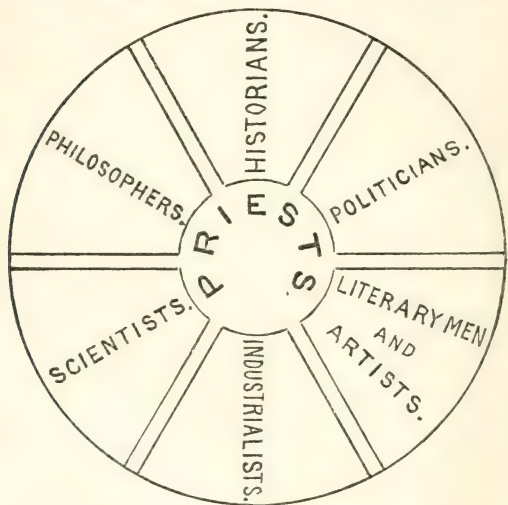 HISTORIANS.
POLITICIANS.
LITERARY MEN
AND
ARTISTS.
INDUSTRIALISTS.
SCIENTISTS.
PHILOSOPHERS.
PRIESTS.